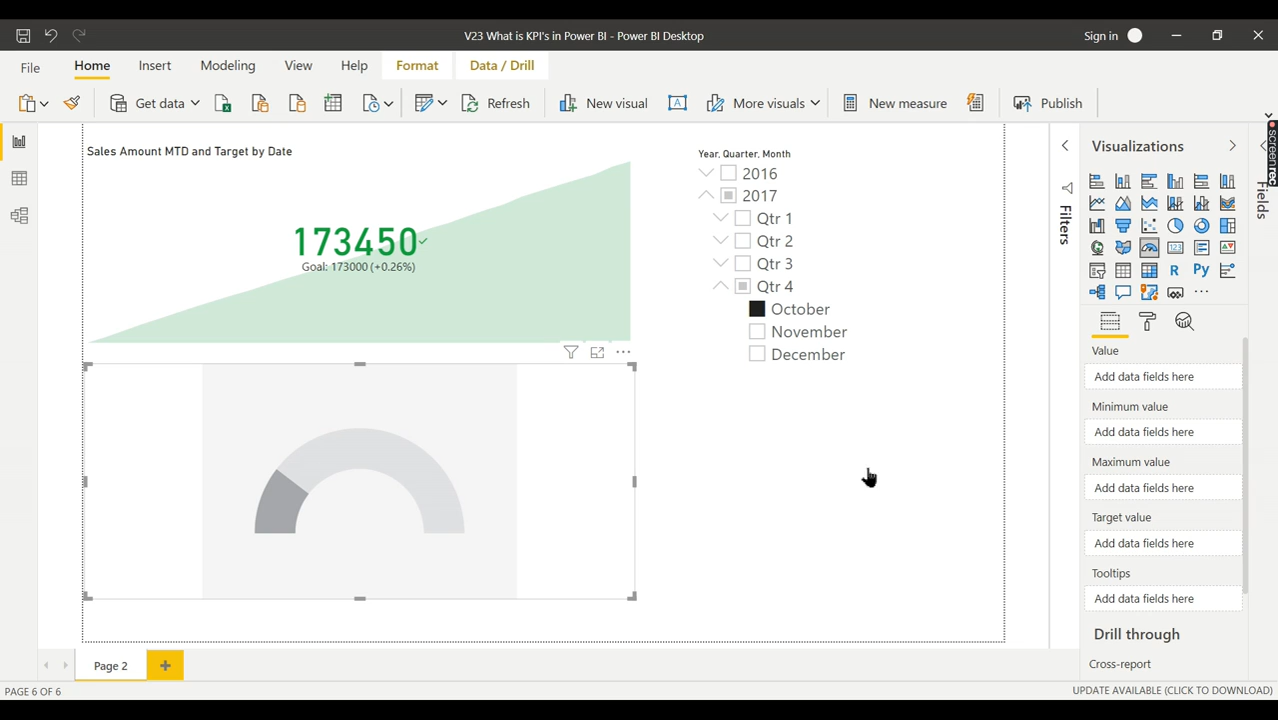 V23 What is KPI's in Power BI - Power BI Desktop
Sign in
File
Home
Insert
Modeling
View
Help
Format
Data / Drill
Get data
Refresh
New visual
A
More visuals
New measure
Publish
screenrec
Sales Amount MTD and Target by Date
173450
Goal: 173000 (+0.26%)
Year, Quarter, Month
2016
2017
Qtr 1
Qtr 2
Qtr 3
Qtr 4
October
November
December
Filters
Visualizations
Fields
123
R
Py
Value
Add data fields here
Minimum value
Add data fields here
Maximum value
Add data fields here
Target value
Add data fields here
Tooltips
Add data fields here
Drill through
Cross-report
Page 2
PAGE 6 OF 6
UPDATE AVAILABLE (CLICK TO DOWNLOAD)